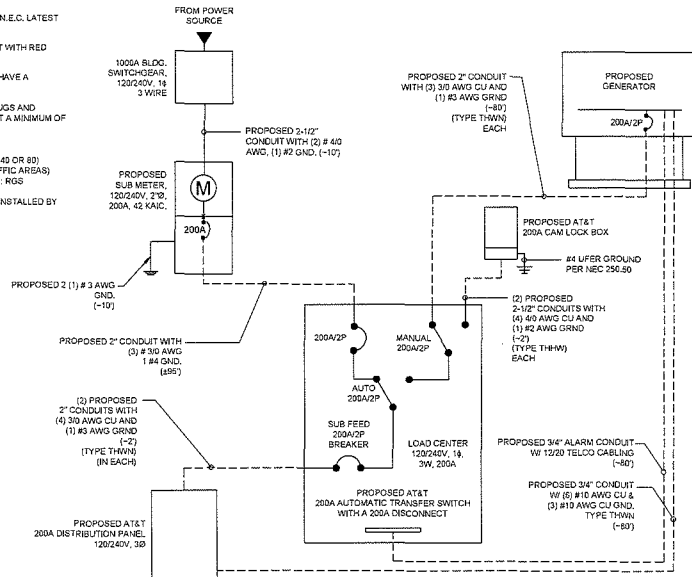 N.E.C. LATEST
T WITH RED
HAVE A
UGS AND
T A MINIMUM OF
40 OR 80)
FFIC AREAS)
: RGS
NSTALLED BY
FROM POWER
SOURCE
1000A BLDG.
SWITCHGEAR,
120/240V, 1¢
3 WIRE
PROPOSED 2-1/2"
CONDUIT WITH (2) # 4/0
AWG, (1) #2 GND. (~10')
PROPOSED
SUB METER,
120/240V, 2"Ø,
200A, 42 KAIC,
M
200A
PROPOSED 2 (1) # 3 AWG
GND.
(~10')
PROPOSED 2" CONDUIT WITH
(3) # 3/0 AWG
1 #4 GND.
(±95')
(2) PROPOSED
2" CONDUITS WITH
(4) 3/0 AWG CU AND
(1) #3 AWG GRND
(~2')
(TYPE THWN)
(IN EACH)
PROPOSED AT&T
200A DISTRIBUTION PANEL
120/240V, 3Ø
PROPOSED 2" CONDUIT
WITH (3) 3/0 AWG CU AND
(1) #3 AWG GRND
(~80')
(TYPE THWN)
EACH
PROPOSED
GENERATOR
200A/2P
PROPOSED AT&T
200A CAM LOCK BOX
#4 UFER GROUND
PER NEC 250.50
(2) PROPOSED
2-1/2" CONDUITS WITH
(4) 4/0 AWG CU AND
(1) #2 AWG GRND
(~2')
(TYPE THHW)
EACH
200A/2P
MANUAL
200A/2P
AUTO
200A/2P
SUB FEED
200A/2P
BREAKER
LOAD CENTER
120/240V, 1¢,
3W, 200A
PROPOSED AT&T
200A AUTOMATIC TRANSFER SWITCH
WITH A 200A DISCONNECT
PROPOSED 3/4" ALARM CONDUIT
W/ 12/20 TELCO CABLING
(~80')
PROPOSED 3/4" CONDUIT
W/ (6) #10 AWG CU &
(3) #10 AWG CU GND.
TYPE THWN
(~80')